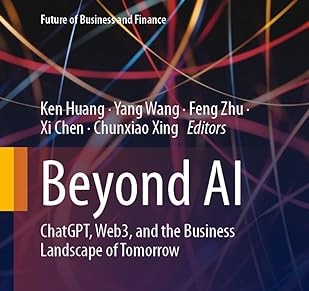 Future of Business and Finance
Ken Huang · Yang Wang · Feng Zhu ·
Xi Chen · Chunxiao Xing Editors
Beyond AI
ChatGPT, Web3, and the Business
Landscape of Tomorrow